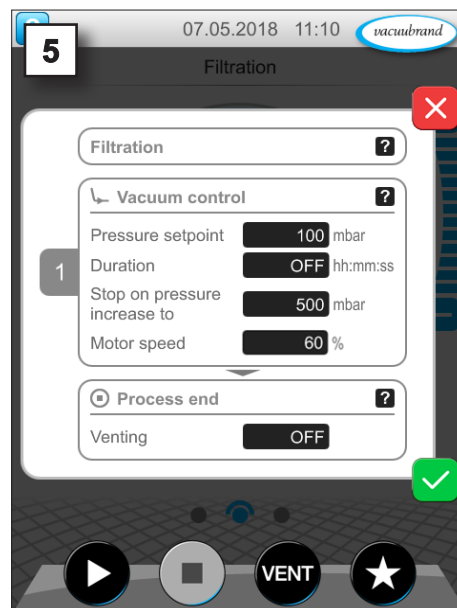 5
07.05.2018 11:10 vacuubrand
Filtration
Filtration ?
Vacuum control ?
1
Pressure setpoint 100 mbar
Duration OFF hh:mm:ss
Stop on pressure
increase to 500 mbar
Motor speed 60 %
Process end ?
Venting OFF
VENT